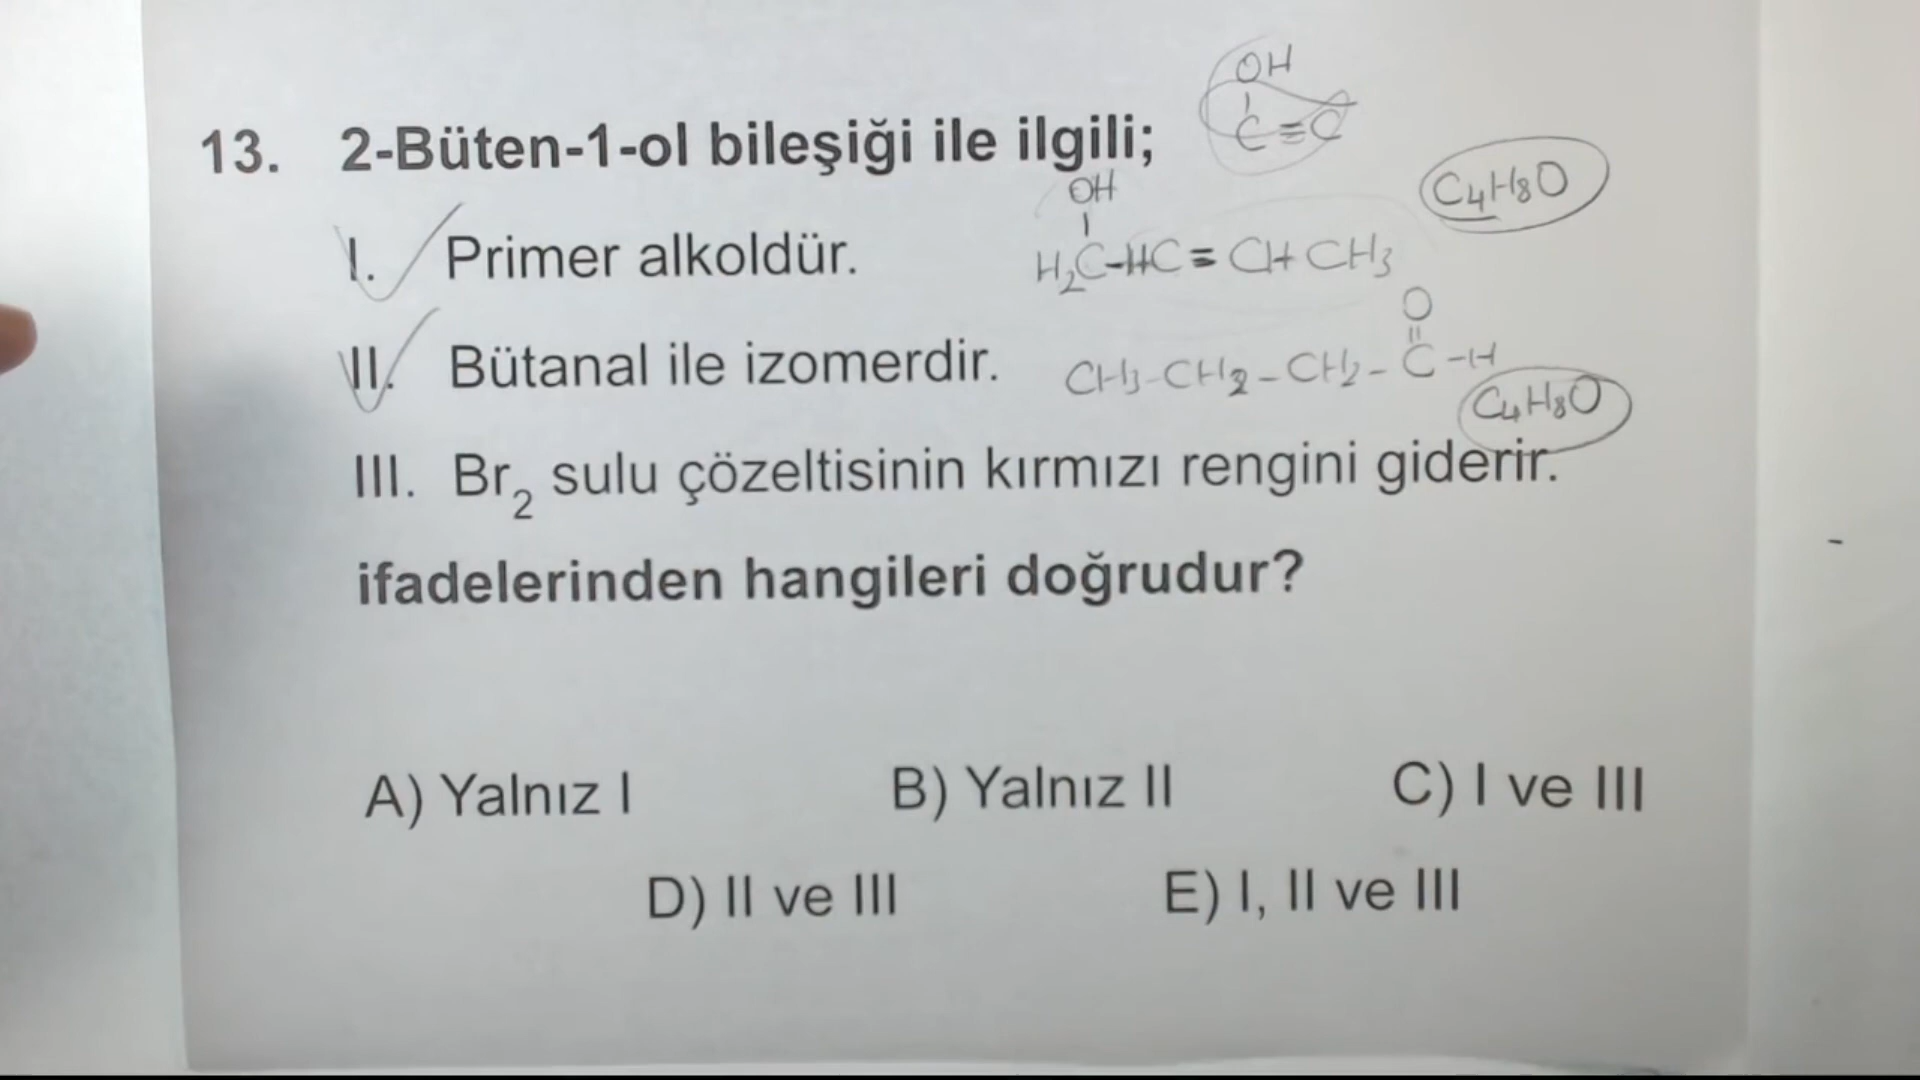 OH
C=C
13. 2-Büten-1-ol bileşiği ile ilgili;
C4H8O
OH
I. Primer alkoldür.
H2C-HC=CHCH3
O
II. Bütanal ile izomerdir.
CH3-CH2-CH2-C-H
C4H8O
III. Br2 sulu çözeltisinin kırmızı rengini giderir.
ifadelerinden hangileri doğrudur?
A) Yalnız I B) Yalnız II C) I ve III
D) II ve III E) I, II ve III